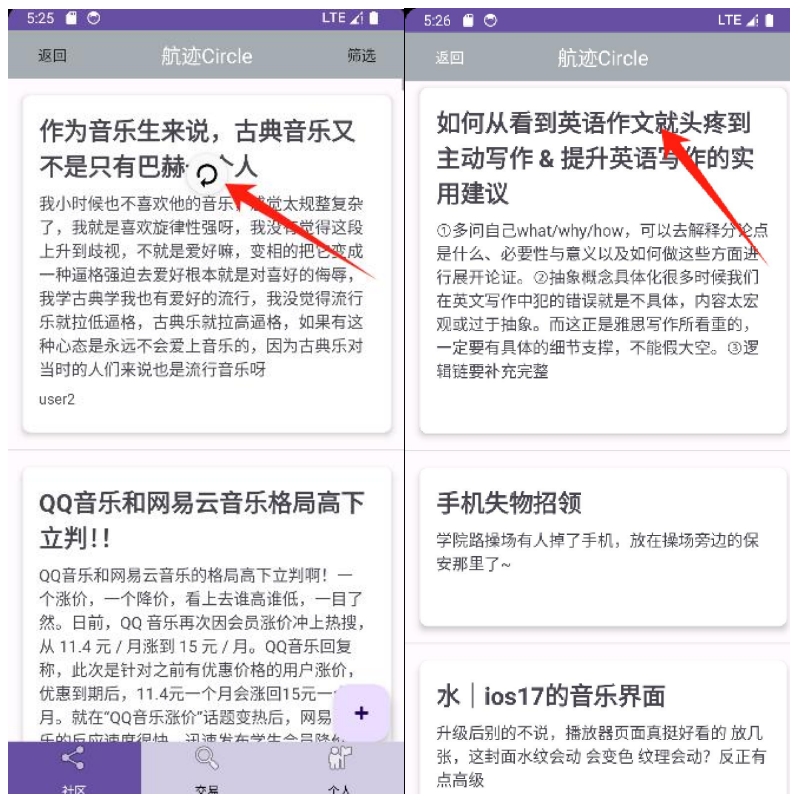 5:25
LTE
返回
航迹Circle
筛选
作为音乐生来说，古典音乐又
不是只有巴赫一个人
我小时候也不喜欢他的音乐，感觉太规整复杂
了，我就是喜欢旋律性强呀，我没有觉得这段
上升到歧视，不就是爱好嘛，变相的把它变成
一种逼格强迫去爱好根本就是对喜好的侮辱，
我学古典学我也有爱好的流行，我没觉得流行
乐就拉低逼格，古典乐就拉高逼格，如果有这
种心态是永远不会爱上音乐的，因为古典乐对
当时的人们来说也是流行音乐呀
user2
QQ音乐和网易云音乐格局高下
立判！！
QQ音乐和网易云音乐的格局高下立判啊！一
个涨价，一个降价，看上去谁高谁低，一目了
然。日前，QQ 音乐再次因会员涨价冲上热搜，
从 11.4 元 / 月涨到 15 元 / 月。QQ音乐回复
称，此次是针对之前有优惠价格的用户涨价，
优惠到期后，11.4元一个月会涨回15元一
月。就在“QQ音乐涨价”话题变热后，网易
乐的反应速度很快，迅速发布学生会员降价
+
社区
交易
个人
5:26
LTE
返回
航迹Circle
如何从看到英语作文就头疼到
主动写作 & 提升英语写作的实
用建议
①多问自己what/why/how，可以去解释分论点
是什么、必要性与意义以及如何做这些方面进
行展开论证。②抽象概念具体化很多时候我们
在英文写作中犯的错误就是不具体，内容太宏
观或过于抽象。而这正是雅思写作所看重的，
一定要有具体的细节支撑，不能假大空。③逻
辑链要补充完整
手机失物招领
学院路操场有人掉了手机，放在操场旁边的保
安那里了~
水｜ios17的音乐界面
升级后别的不说，播放器页面真挺好看的 放几
张，这封面水纹会动 会变色 纹理会动？反正有
点高级